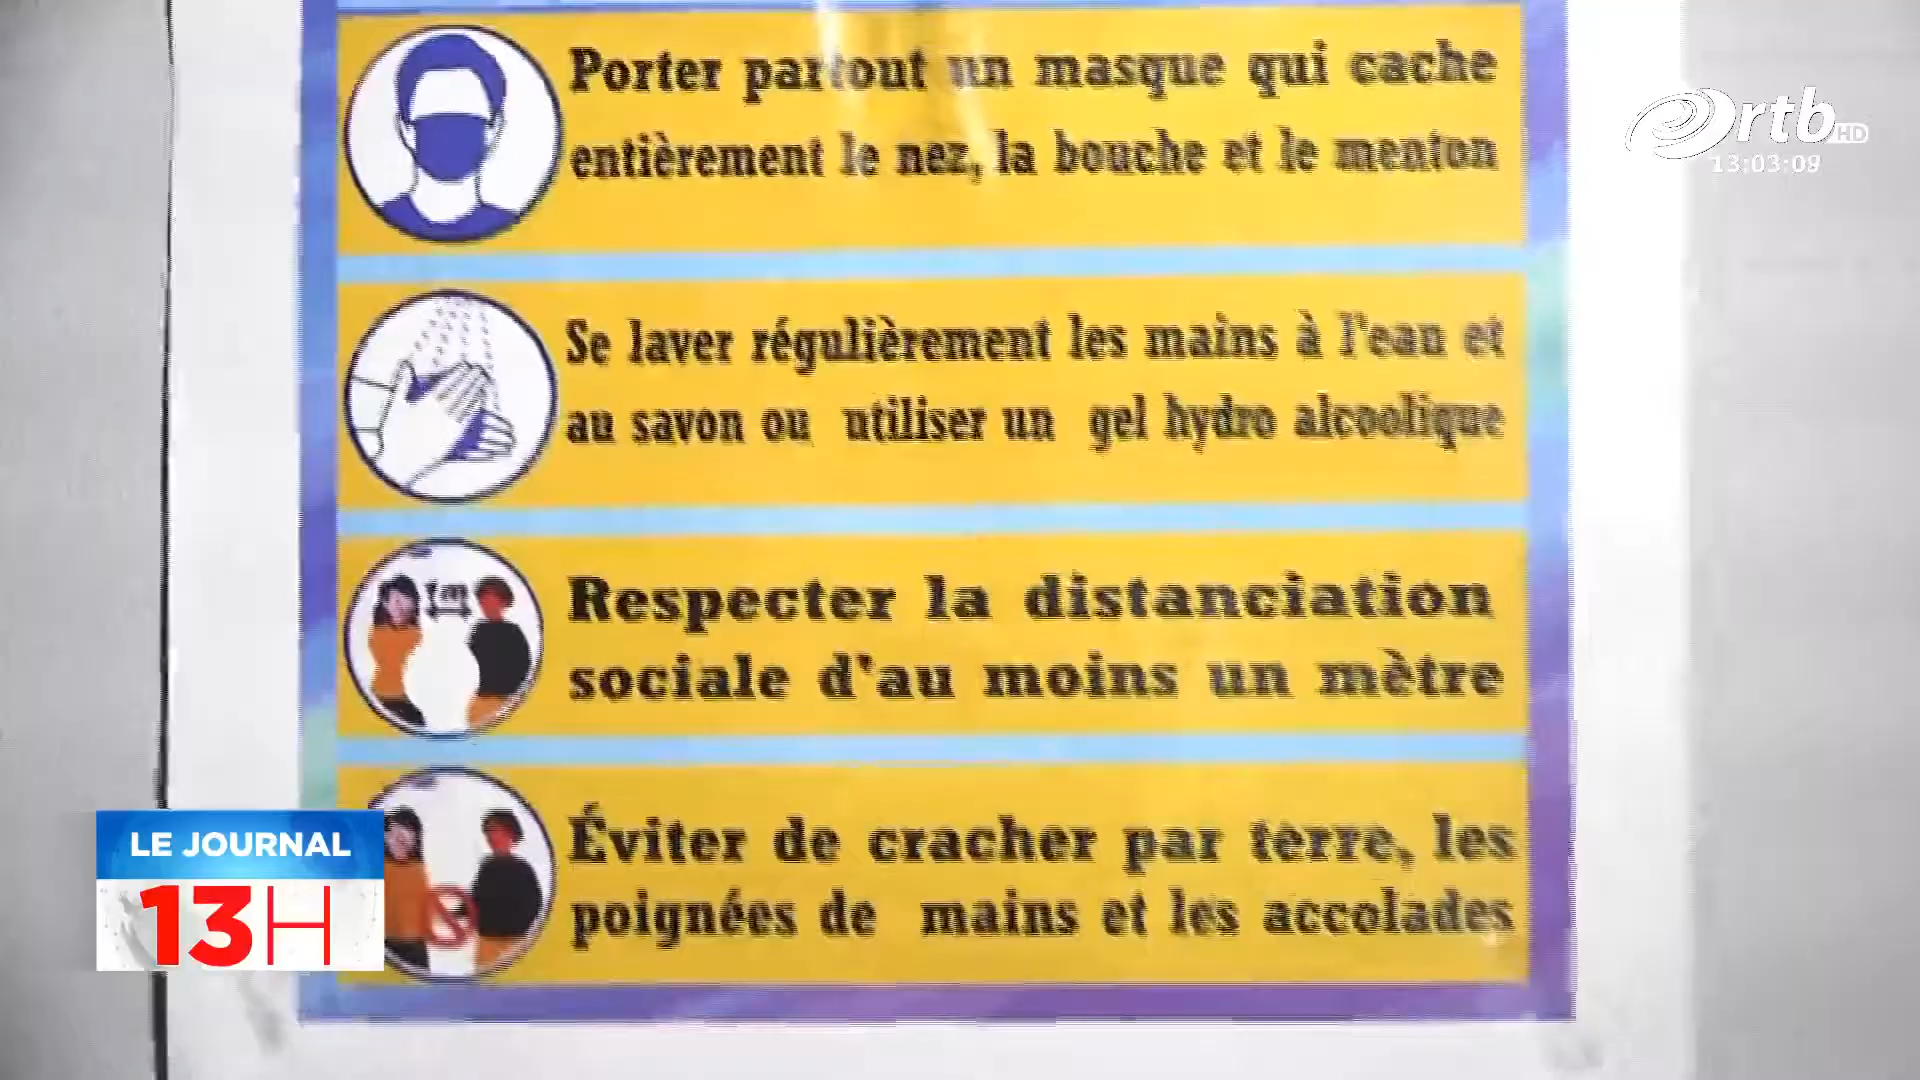 Porter partout un masque qui cache
entièrement le nez, la bouche et le menton
rtb HD
13:03:09
Se laver régulièrement les mains à l'eau et
au savon ou utiliser un gel hydro alcoolique
1m
Respecter la distanciation
sociale d'au moins un mètre
Éviter de cracher par terre, les
poignées de mains et les accolades
LE JOURNAL
13H